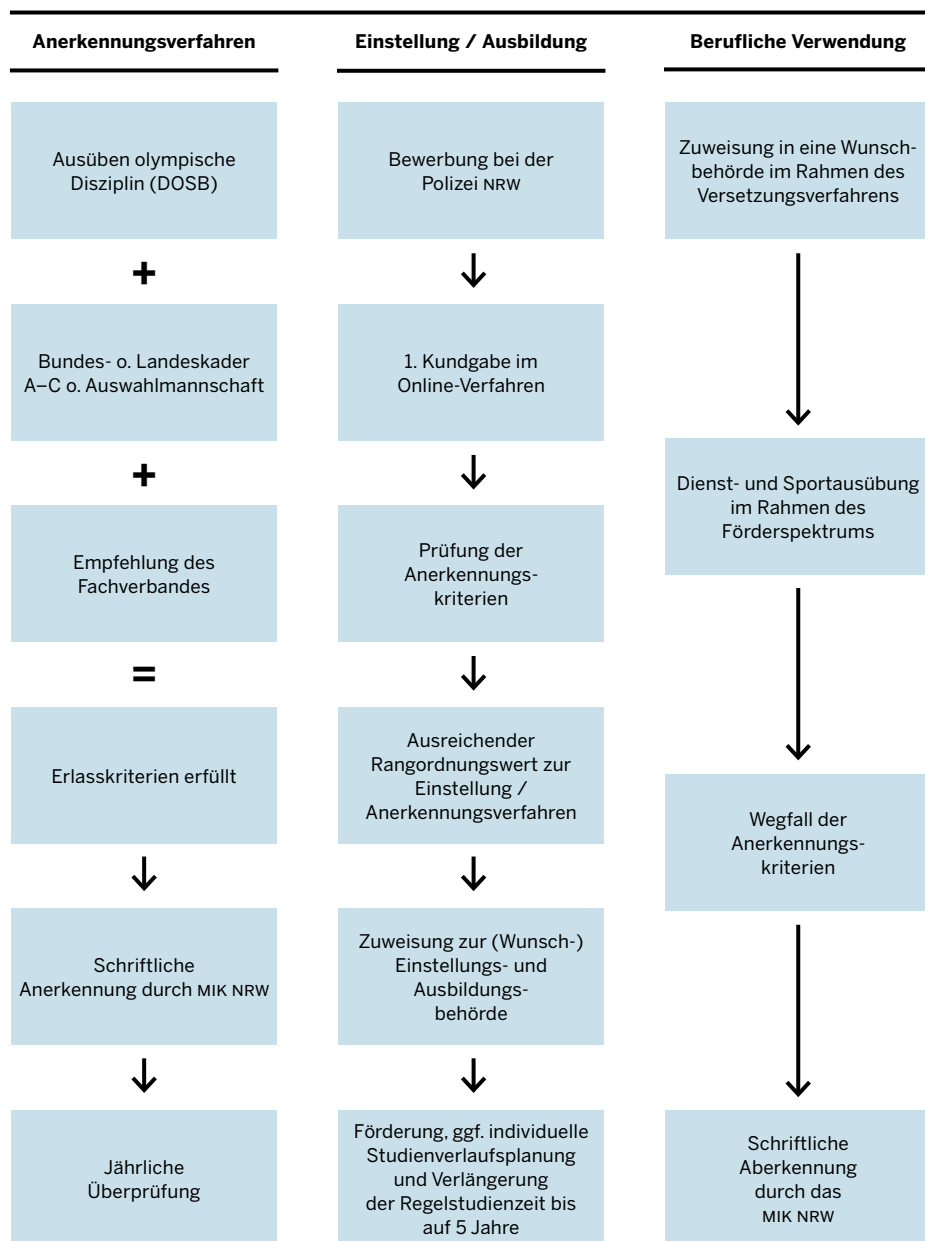 Anerkennungsverfahren
Ausüben olympische
Disziplin (DOSB)
+
Bundes- o. Landeskader
A–C o. Auswahlmannschaft
+
Empfehlung des
Fachverbandes
=
Erlasskriterien erfüllt
Schriftliche
Anerkennung durch MIK NRW
Jährliche
Überprüfung
Einstellung / Ausbildung
Bewerbung bei der
Polizei NRW
1. Kundgabe im
Online-Verfahren
Prüfung der
Anerkennungs-
kriterien
Ausreichender
Rangordnungswert zur
Einstellung /
Anerkennungsverfahren
Zuweisung zur (Wunsch-)
Einstellungs- und
Ausbildungs-
behörde
Förderung, ggf. individuelle
Studienverlaufsplanung
und Verlängerung
der Regelstudienzeit bis
auf 5 Jahre
Berufliche Verwendung
Zuweisung in eine Wunsch-
behörde im Rahmen des
Versetzungsverfahrens
Dienst- und Sportausübung
im Rahmen des
Förderspektrums
Wegfall der
Anerkennungs-
kriterien
Schriftliche
Aberkennung
durch das
MIK NRW